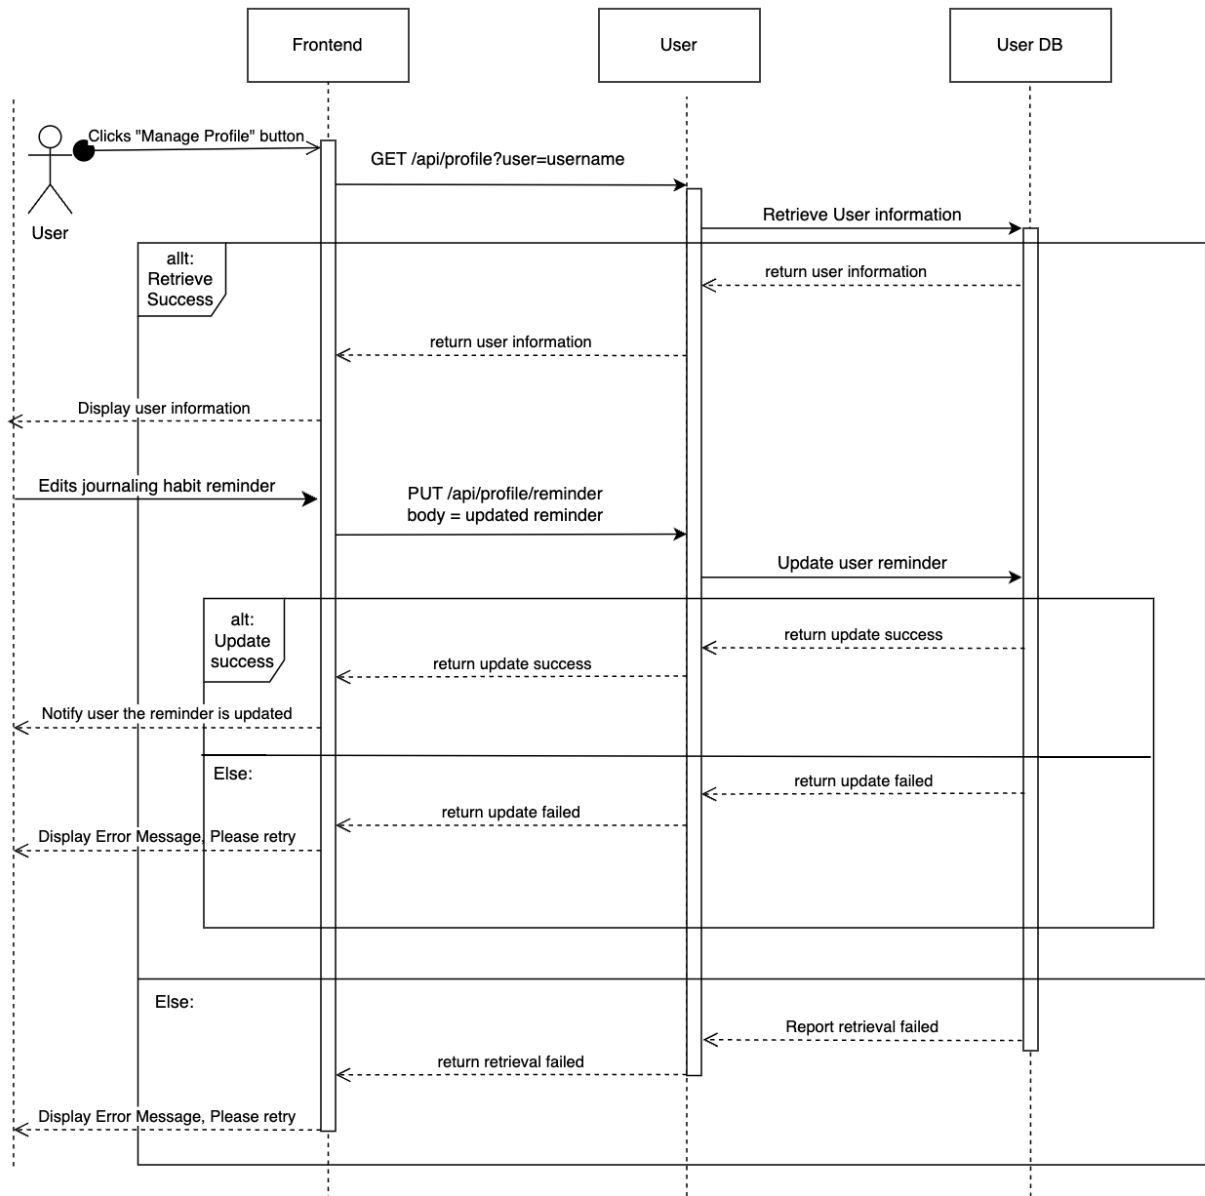 Frontend
User
User DB
Clicks "Manage Profile" button
GET /api/profile?user=username
User
Retrieve User information
allt:
Retrieve
Success
return user information
return user information
Display user information
Edits journaling habit reminder
PUT /api/profile/reminder
body = updated reminder
Update user reminder
alt:
Update
success
return update success
return update success
Notify user the reminder is updated
Else:
return update failed
return update failed
Display Error Message, Please retry
Else:
Report retrieval failed
return retrieval failed
Display Error Message, Please retry